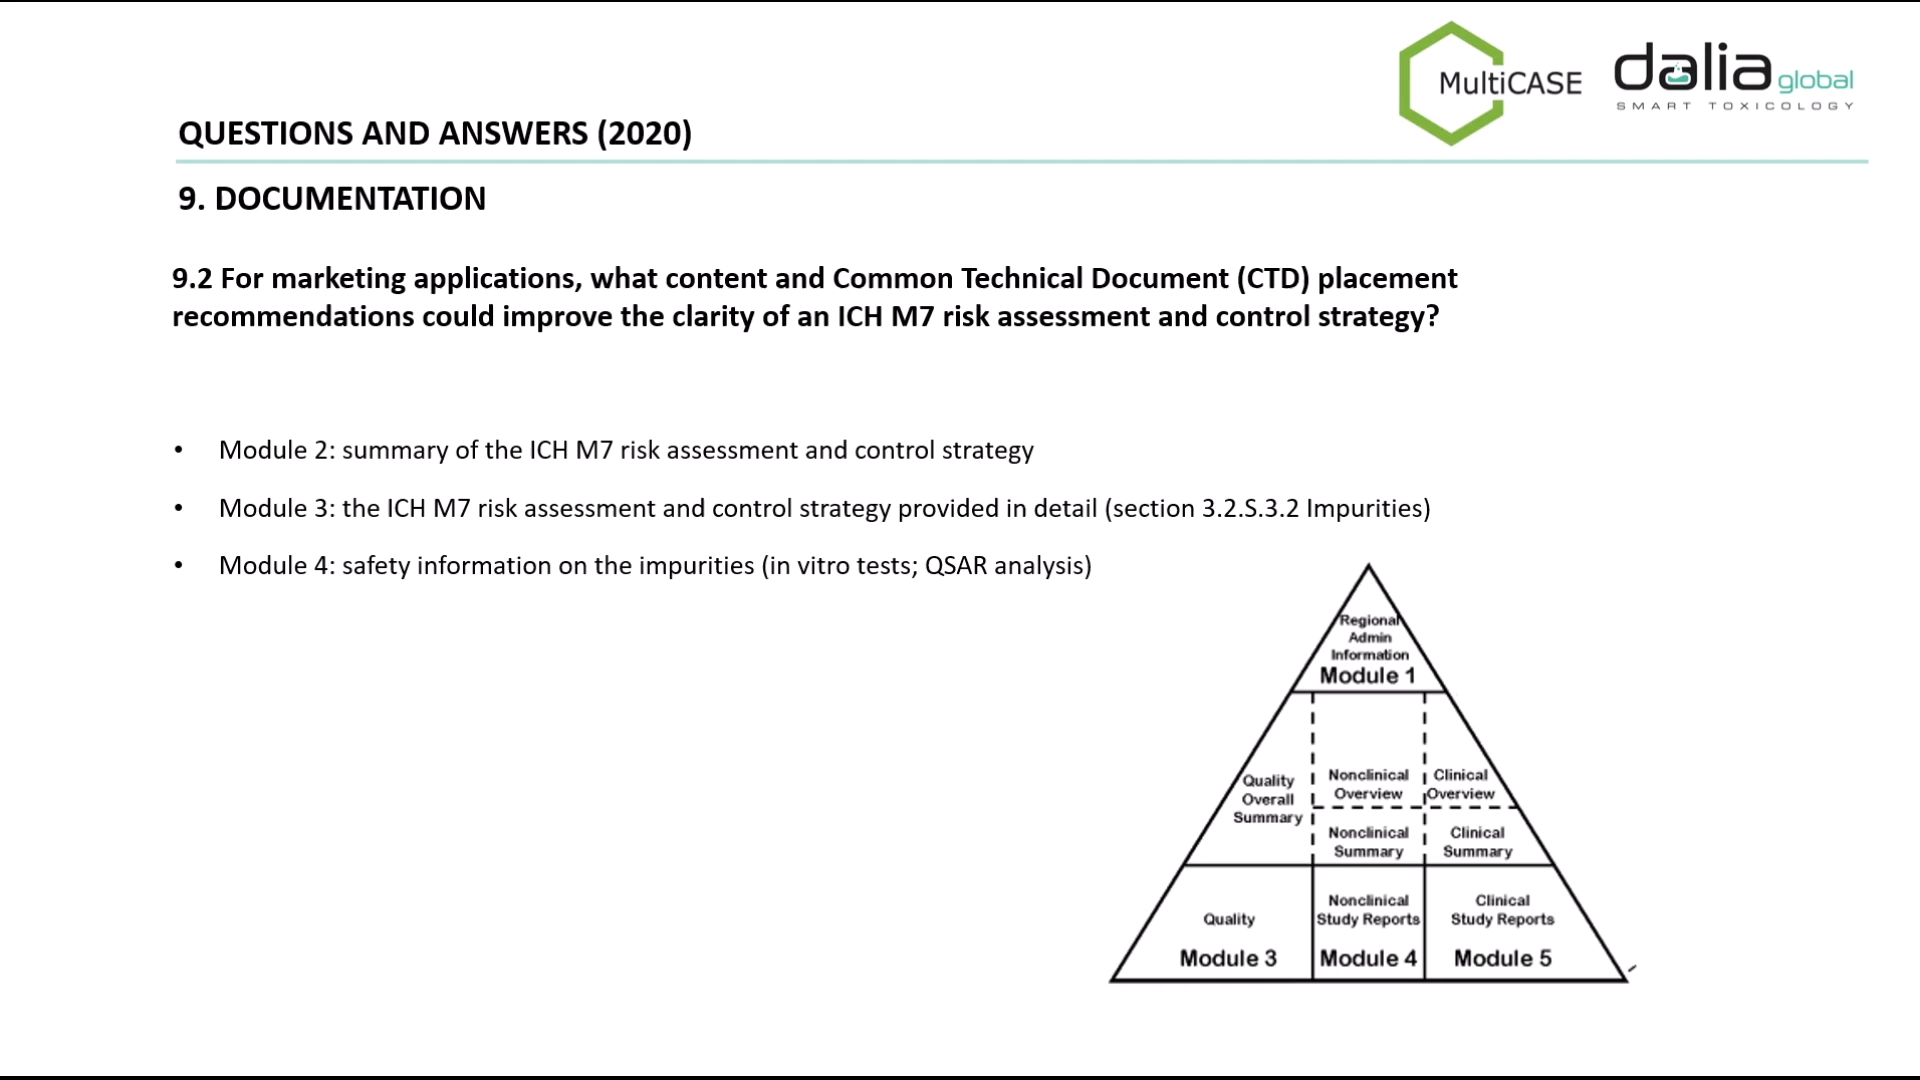 MultiCASE
dalia global
SMART TOXICOLOGY
QUESTIONS AND ANSWERS (2020)
9. DOCUMENTATION
9.2 For marketing applications, what content and Common Technical Document (CTD) placement
recommendations could improve the clarity of an ICH M7 risk assessment and control strategy?
• Module 2: summary of the ICH M7 risk assessment and control strategy
• Module 3: the ICH M7 risk assessment and control strategy provided in detail (section 3.2.S.3.2 Impurities)
• Module 4: safety information on the impurities (in vitro tests; QSAR analysis)
Regional
Admin
Information
Module 1
Quality
Overall
Summary
Nonclinical
Overview
Clinical
Overview
Nonclinical
Summary
Clinical
Summary
Quality
Module 3
Nonclinical
Study Reports
Module 4
Clinical
Study Reports
Module 5